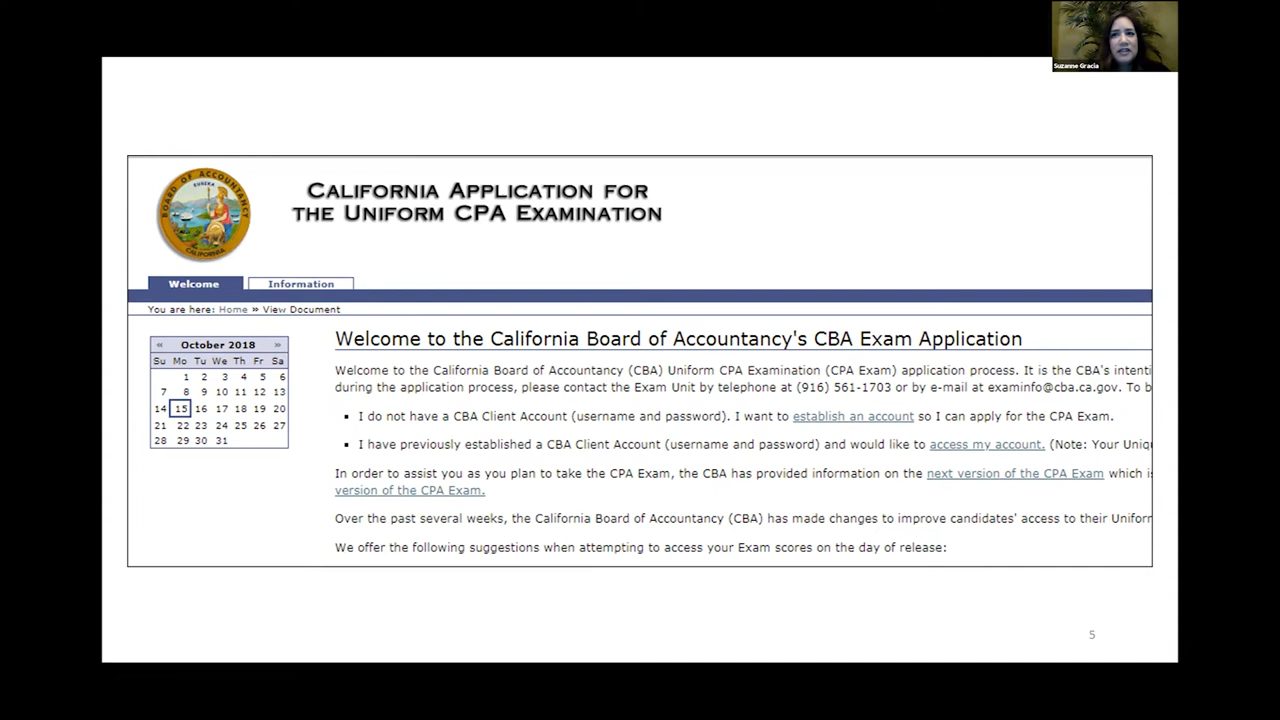 Suzanne Gracia
BOARD OF ACCOUNTANCY
EUREKA
CALIFORNIA
CALIFORNIA APPLICATION FOR
THE UNIFORM CPA EXAMINATION
Welcome Information
You are here: Home » View Document
« October 2018 »
Su Mo Tu We Th Fr Sa
1 2 3 4 5 6
7 8 9 10 11 12 13
14 15 16 17 18 19 20
21 22 23 24 25 26 27
28 29 30 31
Welcome to the California Board of Accountancy's CBA Exam Application
Welcome to the California Board of Accountancy (CBA) Uniform CPA Examination (CPA Exam) application process. It is the CBA's intenti
during the application process, please contact the Exam Unit by telephone at (916) 561-1703 or by e-mail at examinfo@cba.ca.gov. To b
▪ I do not have a CBA Client Account (username and password). I want to establish an account so I can apply for the CPA Exam.
▪ I have previously established a CBA Client Account (username and password) and would like to access my account. (Note: Your Uniq
In order to assist you as you plan to take the CPA Exam, the CBA has provided information on the next version of the CPA Exam which is
version of the CPA Exam.
Over the past several weeks, the California Board of Accountancy (CBA) has made changes to improve candidates' access to their Uniforr
We offer the following suggestions when attempting to access your Exam scores on the day of release:
5